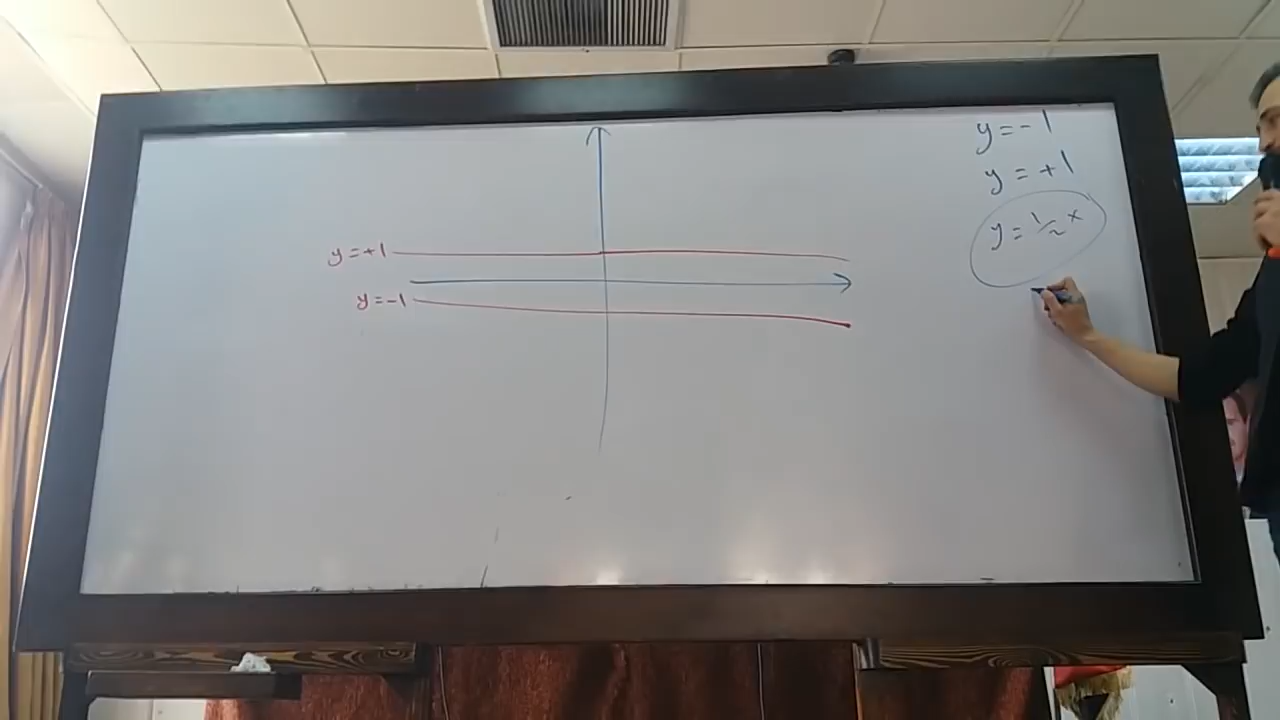 y = -1
y = +1
y = 1/2 x
y = +1
y = -1